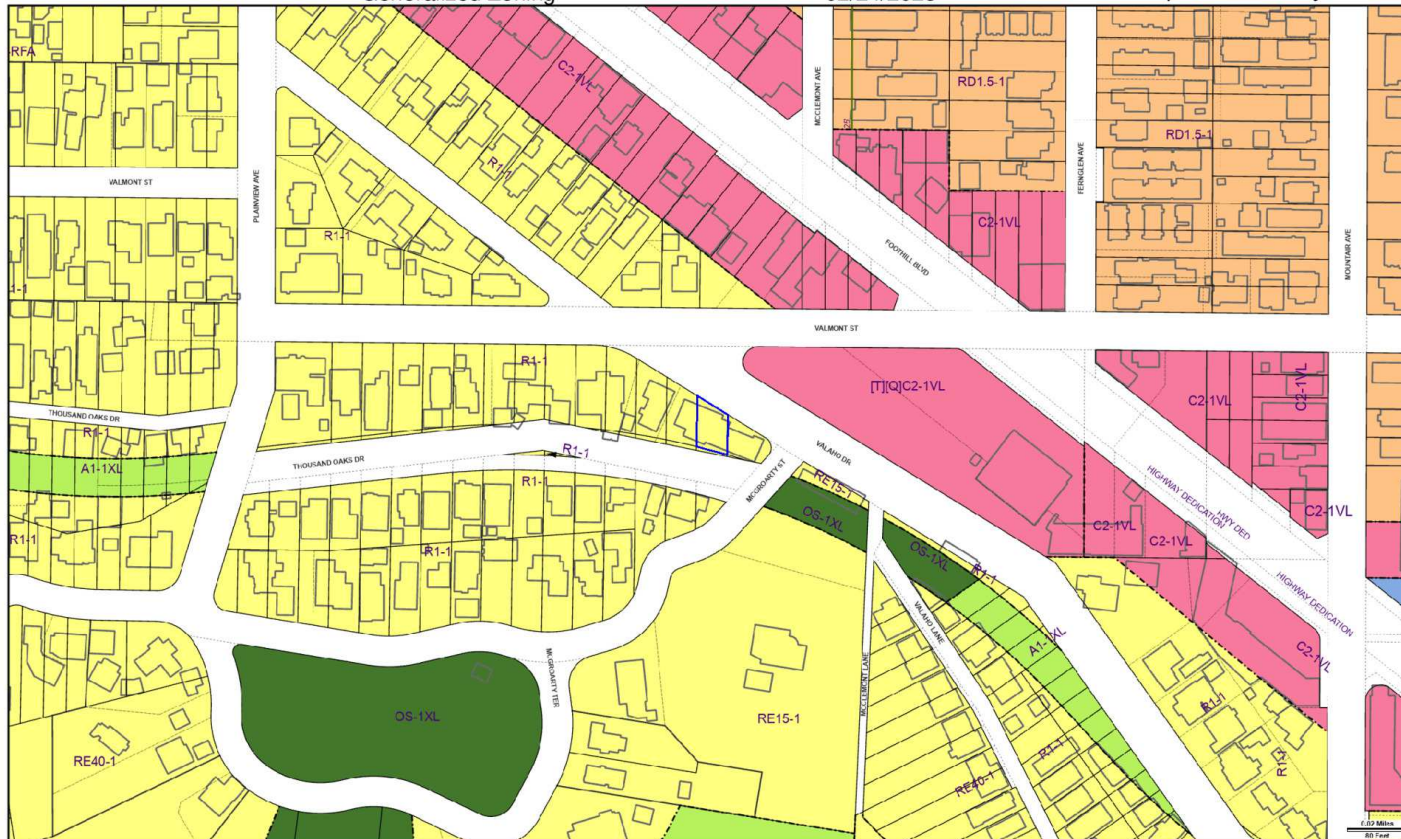 RFA
C2-1VL
MCCLEMONT AVE
RD1.5-1
RD1.5-1
FERNGLEN AVE
MOUNTAIR AVE
VALMONT ST
PLAINVIEW AVE
R1-1
R1-1
C2-1VL
FOOTHILL BLVD
VALMONT ST
R1-1
[T][Q]C2-1VL
C2-1VL
C2-1VL
THOUSAND OAKS DR
R1-1
A1-1XL
THOUSAND OAKS DR
R1-1
R1-1
VALAHO DR
MCGROARTY ST
RE15-1
OS-1XL
OS-1XL
R1-1
HIGHWAY DEDICATION
HWY DED
C2-1VL
C2-1VL
C2-1VL
R1-1
R1-1
HIGHWAY DEDICATION
C2-1VL
VALAHO LANE
A1-1XL
MCGROARTY TER
MCCLEMONT LANE
OS-1XL
RE15-1
RE40-1
R1-1
RE40-1
R1-1
R1-1
0.02 Miles
80 Feet